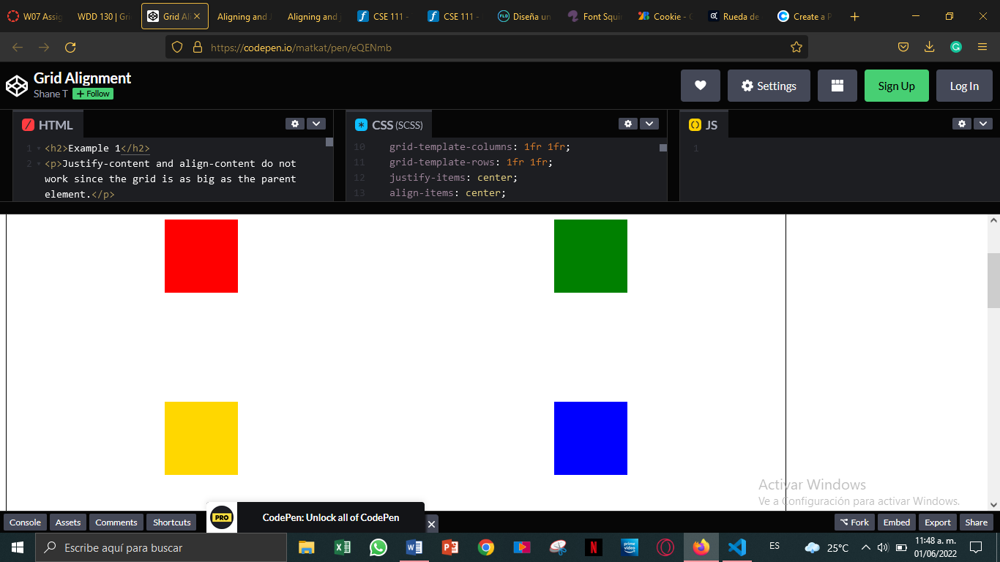 W07 Assig
WDD 130 | Gri
Grid Ali
Aligning and J
Aligning and j
CSE 111 -
CSE 111 -
Diseña un
Font Squir
Cookie - G
Rueda de
Create a P
https://codepen.io/matkat/pen/eQENmb
Grid Alignment
Shane T
+ Follow
Settings
Sign Up
Log In
HTML
CSS (SCSS)
JS
1 <h2>Example 1</h2>
2 <p>Justify-content and align-content do not
work since the grid is as big as the parent
element.</p>
10 grid-template-columns: 1fr 1fr;
11 grid-template-rows: 1fr 1fr;
12 justify-items: center;
13 align-items: center;
1
Activar Windows
Ve a Configuración para activar Windows.
Console
Assets
Comments
Shortcuts
PRO
CodePen: Unlock all of CodePen
Fork
Embed
Export
Share
Escribe aquí para buscar
N
prime video
ES
25°C
11:48 a. m.
01/06/2022